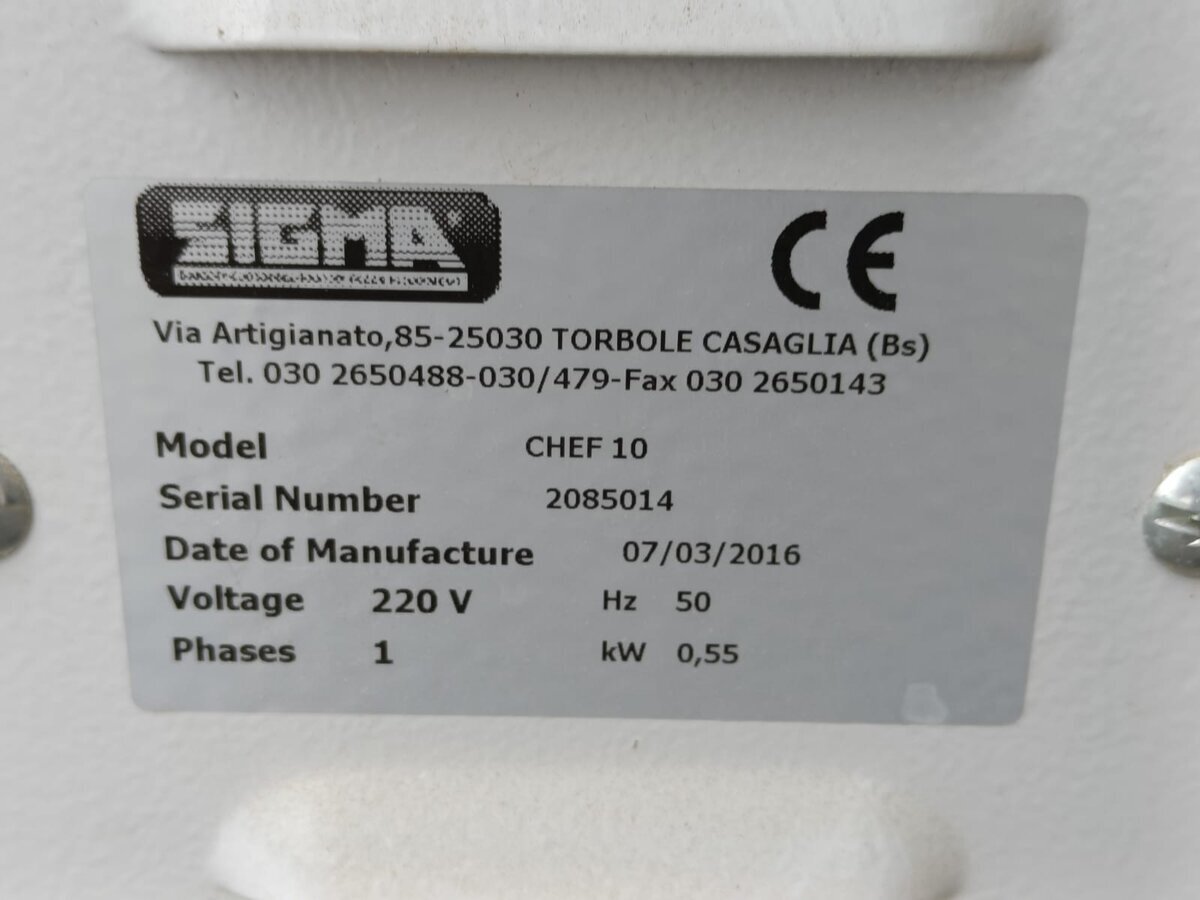 SIGMA
Via Artigianato,85-25030 TORBOLE CASAGLIA (Bs)
Tel. 030 2650488-030/479-Fax 030 2650143
CE
Model CHEF 10
Serial Number 2085014
Date of Manufacture 07/03/2016
Voltage 220 V Hz 50
Phases 1 kW 0,55